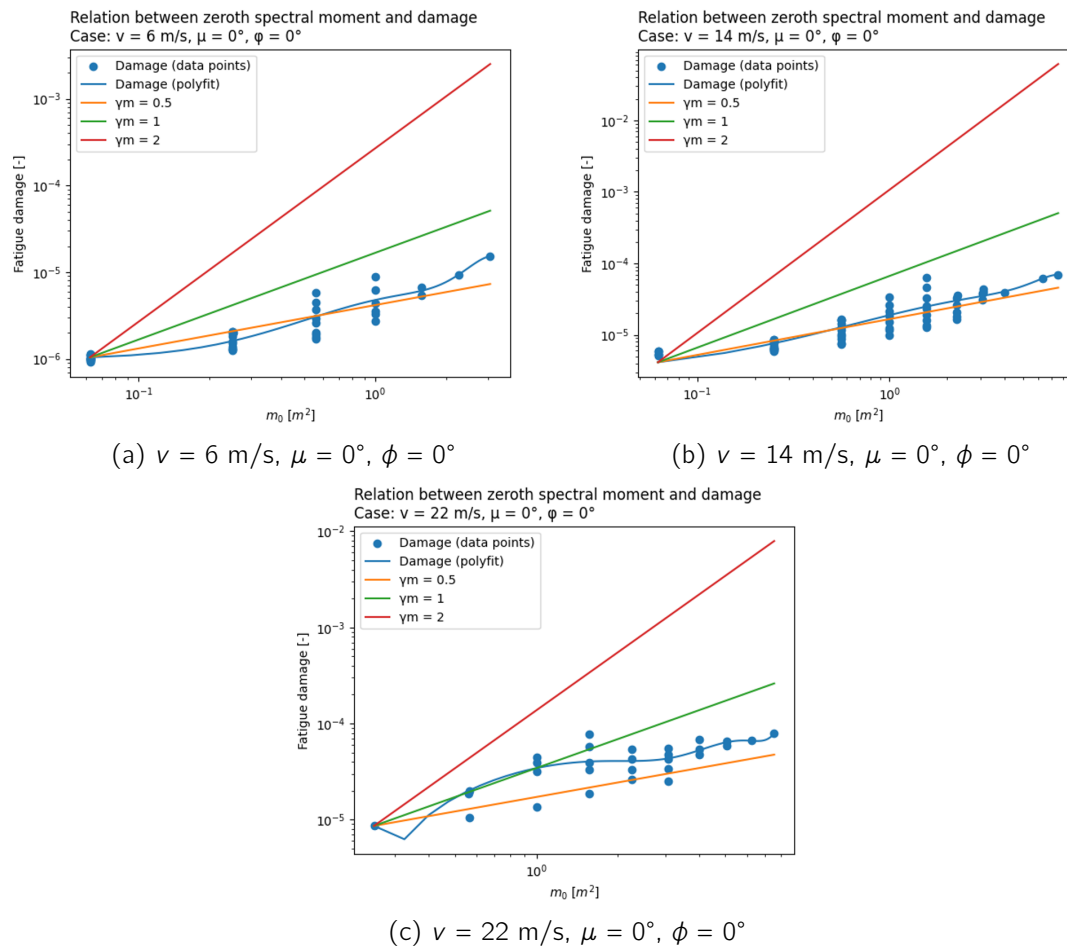 Relation between zeroth spectral moment and damage
Case: v = 6 m/s, μ = 0°, φ = 0°
Damage (data points)
Damage (polyfit)
γm = 0.5
γm = 1
γm = 2
Fatigue damage [-]
10⁻³
10⁻⁴
10⁻⁵
10⁻⁶
10⁻¹
10⁰
m₀ [m²]
(a) v = 6 m/s, μ = 0°, ϕ = 0°
Relation between zeroth spectral moment and damage
Case: v = 14 m/s, μ = 0°, φ = 0°
Damage (data points)
Damage (polyfit)
γm = 0.5
γm = 1
γm = 2
Fatigue damage [-]
10⁻²
10⁻³
10⁻⁴
10⁻⁵
10⁻¹
10⁰
m₀ [m²]
(b) v = 14 m/s, μ = 0°, ϕ = 0°
Relation between zeroth spectral moment and damage
Case: v = 22 m/s, μ = 0°, φ = 0°
Damage (data points)
Damage (polyfit)
γm = 0.5
γm = 1
γm = 2
Fatigue damage [-]
10⁻²
10⁻³
10⁻⁴
10⁻⁵
10⁰
m₀ [m²]
(c) v = 22 m/s, μ = 0°, ϕ = 0°